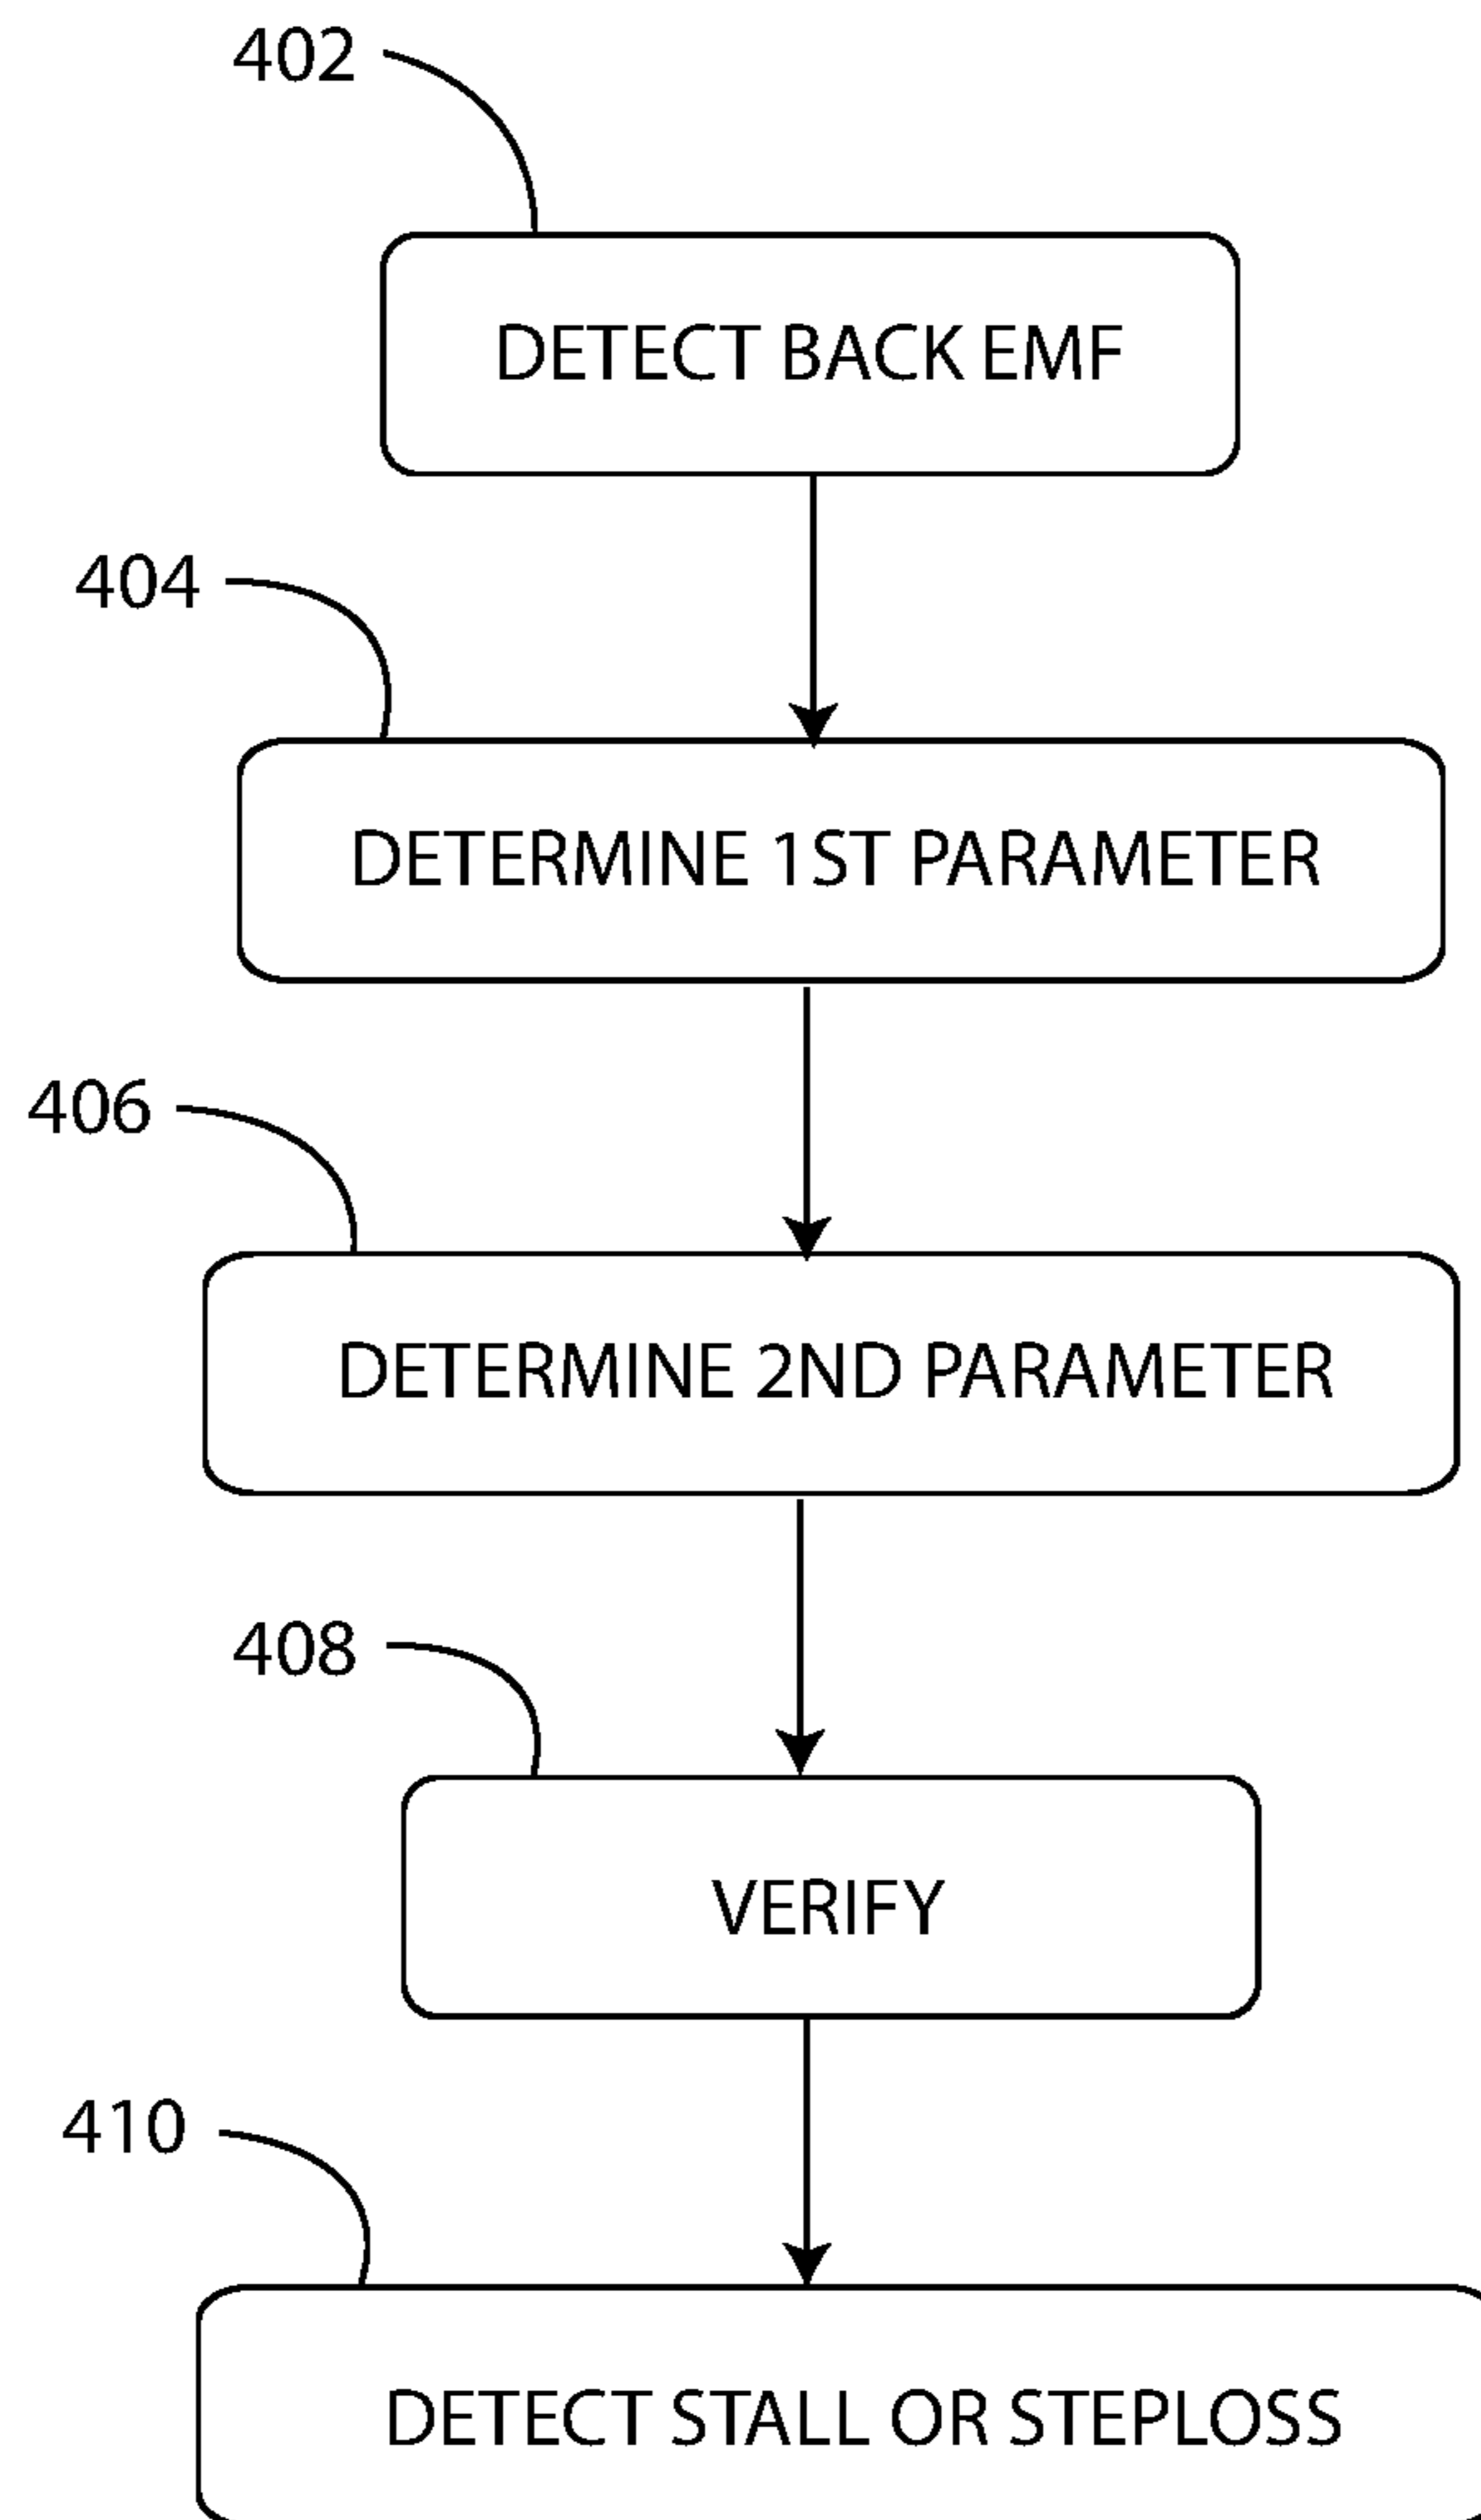 402
DETECT BACK EMF
404
DETERMINE 1ST PARAMETER
406
DETERMINE 2ND PARAMETER
408
VERIFY
410
DETECT STALL OR STEPLOSS